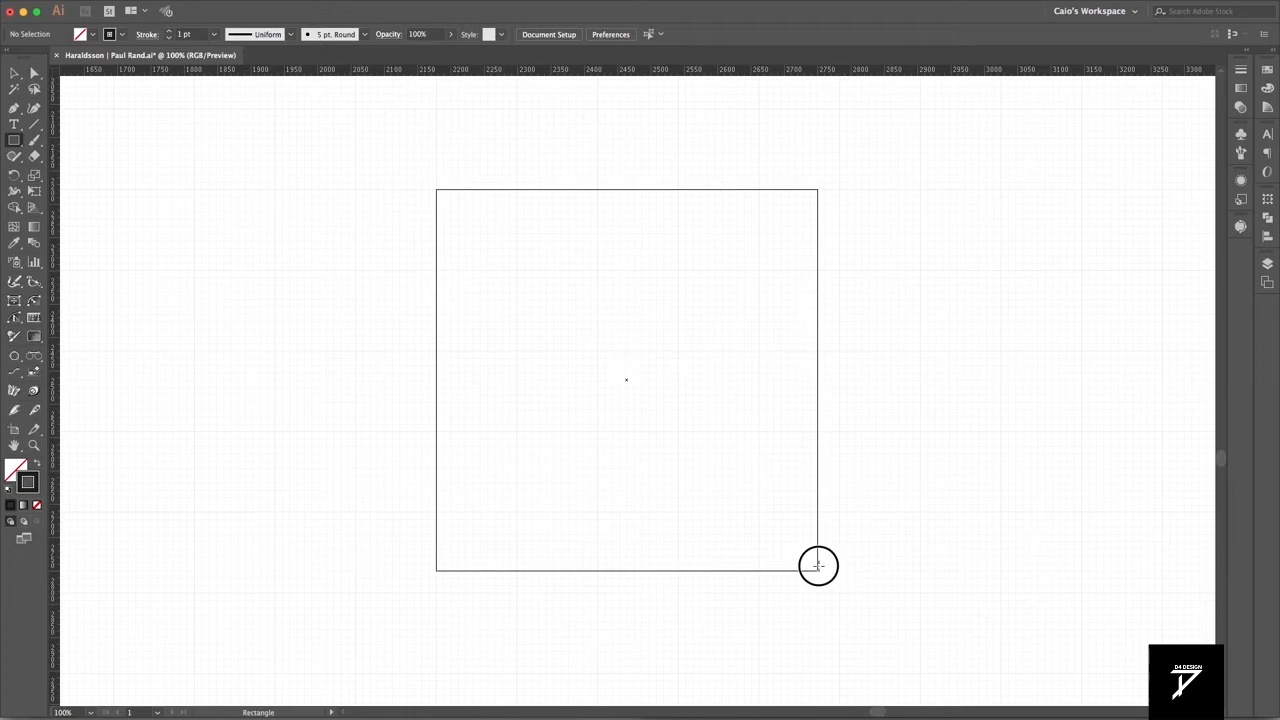 Ai Br St Caio's Workspace Search Adobe Stock
No Selection Stroke: 1 pt Uniform 5 pt. Round Opacity: 100% Style: Document Setup Preferences
× Haraldsson | Paul Rand.ai* @ 100% (RGB/Preview)
1650 1700 1750 1800 1850 1900 1950 2000 2050 2100 2150 2200 2250 2300 2350 2400 2450 2500 2550 2600 2650 2700 2750 2800 2850 2900 2950 3000 3050 3100 3150 3200 3250 3300
D4 DESIGN
100% 1 Rectangle